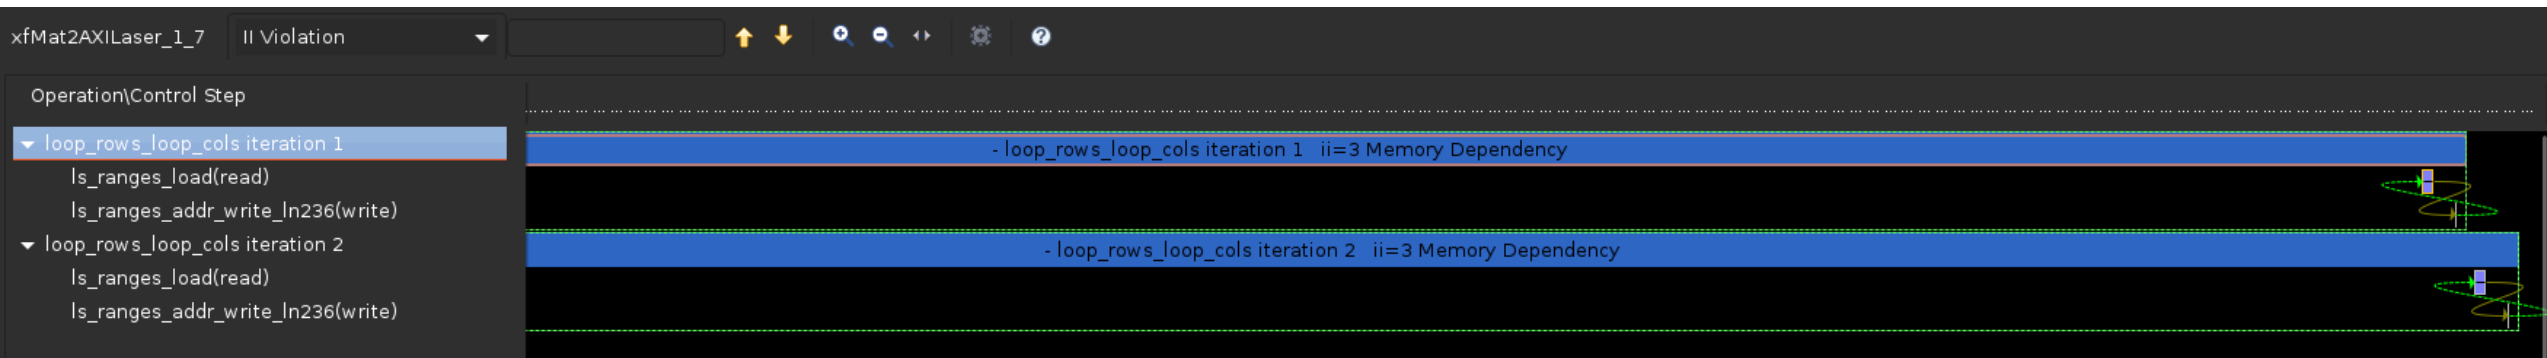 xfMat2AXILaser_1_7 II Violation
Operation\Control Step
loop_rows_loop_cols iteration 1
- loop_rows_loop_cols iteration 1 ii=3 Memory Dependency
ls_ranges_load(read)
ls_ranges_addr_write_ln236(write)
loop_rows_loop_cols iteration 2
- loop_rows_loop_cols iteration 2 ii=3 Memory Dependency
ls_ranges_load(read)
ls_ranges_addr_write_ln236(write)